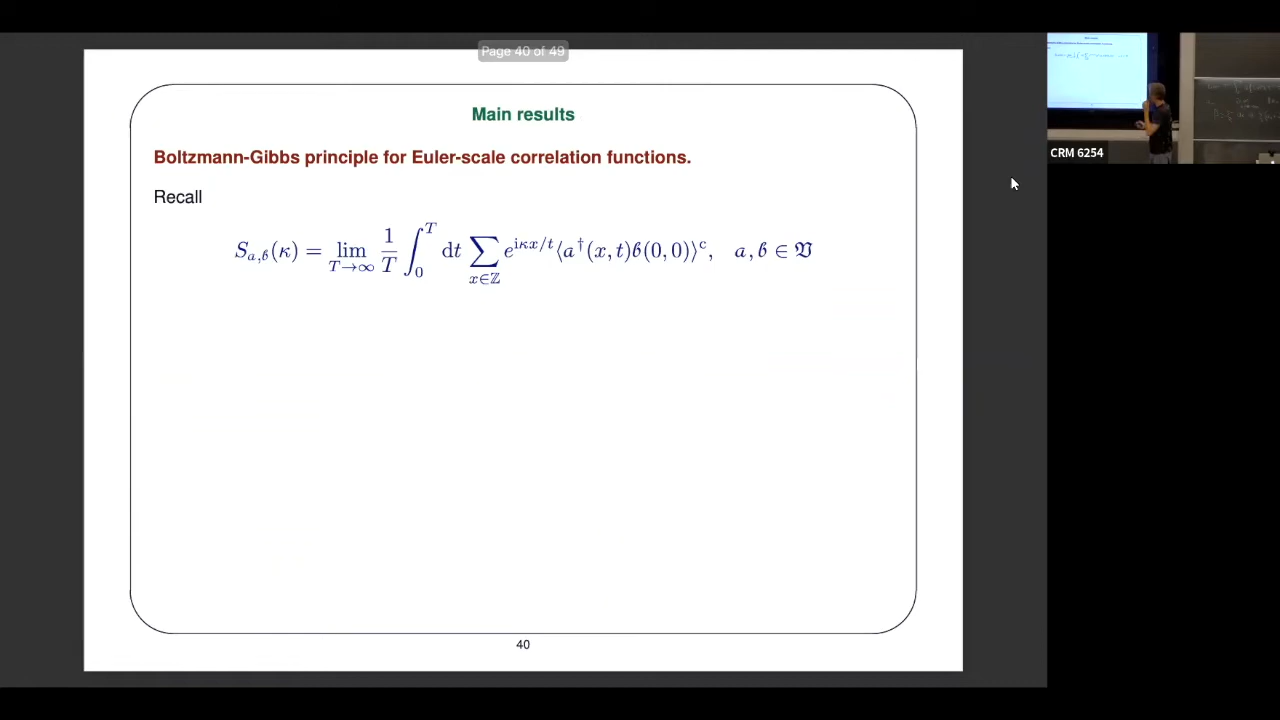 Page 40 of 49
Main results
Boltzmann-Gibbs principle for Euler-scale correlation functions.
Recall
S_{a,b}(κ) = lim_{T→∞} 1/T ∫_0^T dt ∑_{x∈ℤ} e^{iκx/t} ⟨a†(x,t)b(0,0)⟩^c, a,b ∈ 𝔙
40
CRM 6254